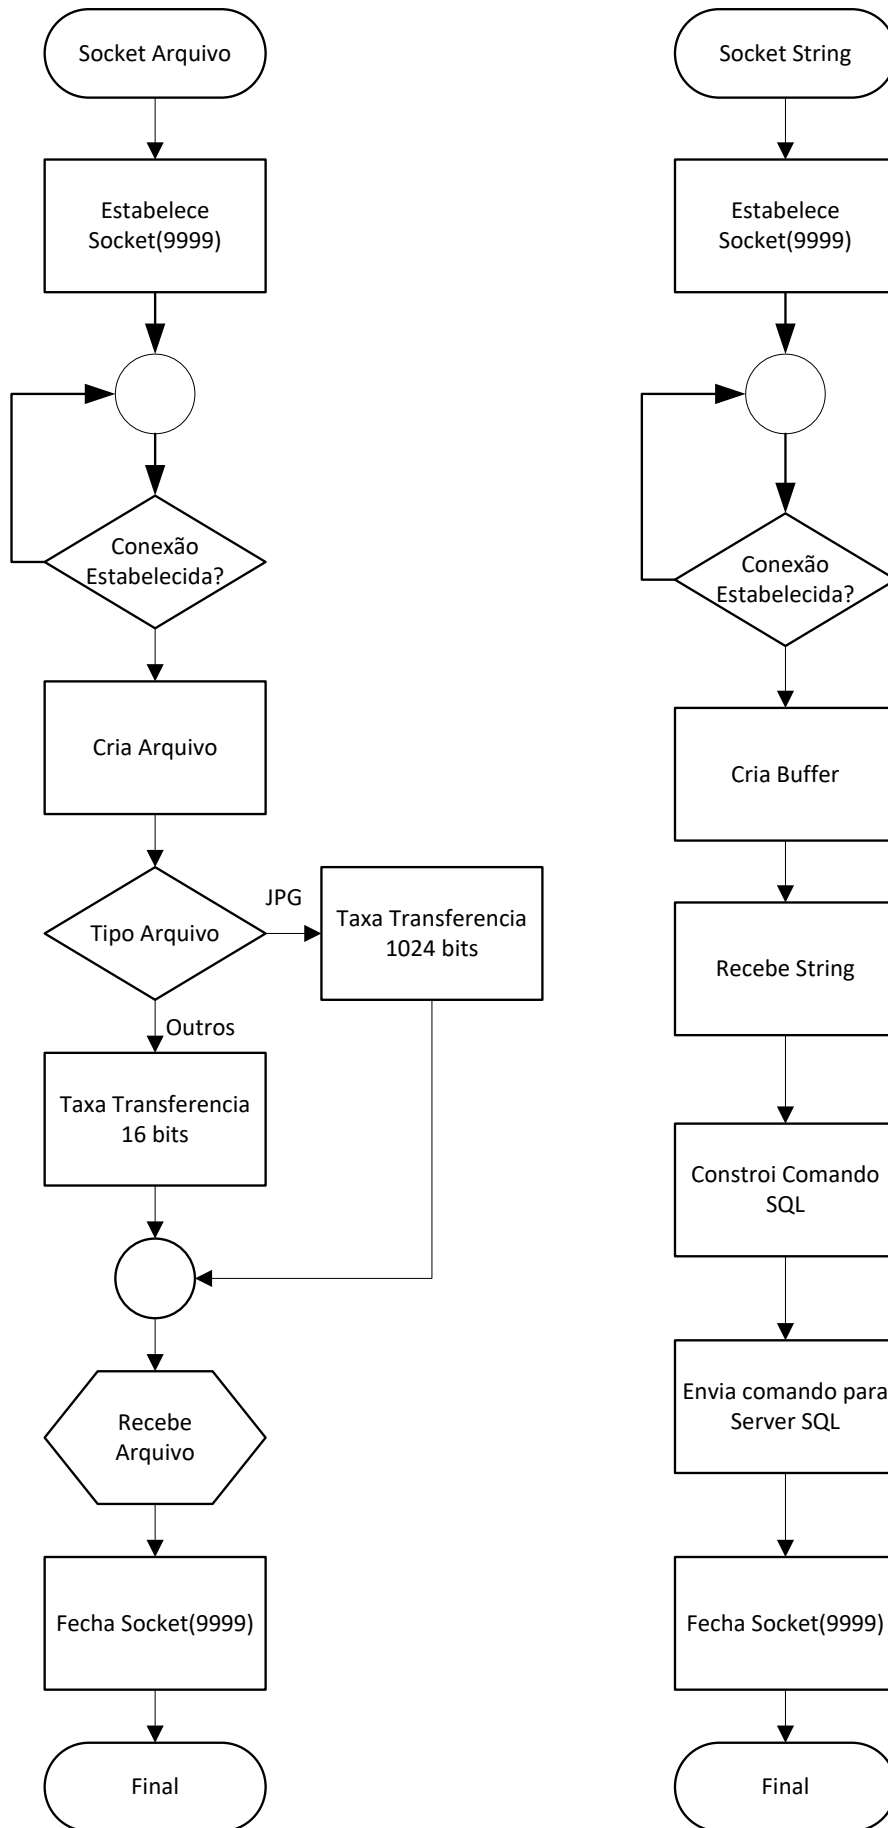 Socket Arquivo
Estabelece
Socket(9999)
Conexão
Estabelecida?
Cria Arquivo
Tipo Arquivo
JPG
Taxa Transferencia
1024 bits
Outros
Taxa Transferencia
16 bits
Recebe
Arquivo
Fecha Socket(9999)
Final
Socket String
Estabelece
Socket(9999)
Conexão
Estabelecida?
Cria Buffer
Recebe String
Constroi Comando
SQL
Envia comando para
Server SQL
Fecha Socket(9999)
Final